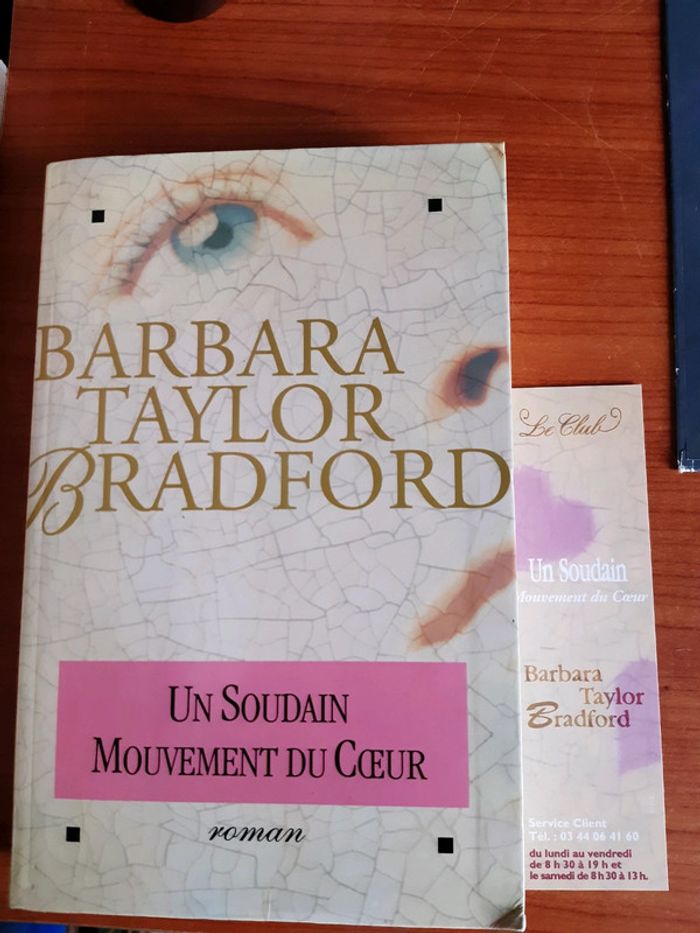 BARBARA
TAYLOR
BRADFORD
UN SOUDAIN
MOUVEMENT DU CŒUR
roman
Le Club
Un Soudain
Mouvement du Cœur
Barbara
Taylor
Bradford
Service Client
Tél. : 03 44 06 41 60
du lundi au vendredi
de 8 h 30 à 19 h et
le samedi de 8 h 30 à 13 h.